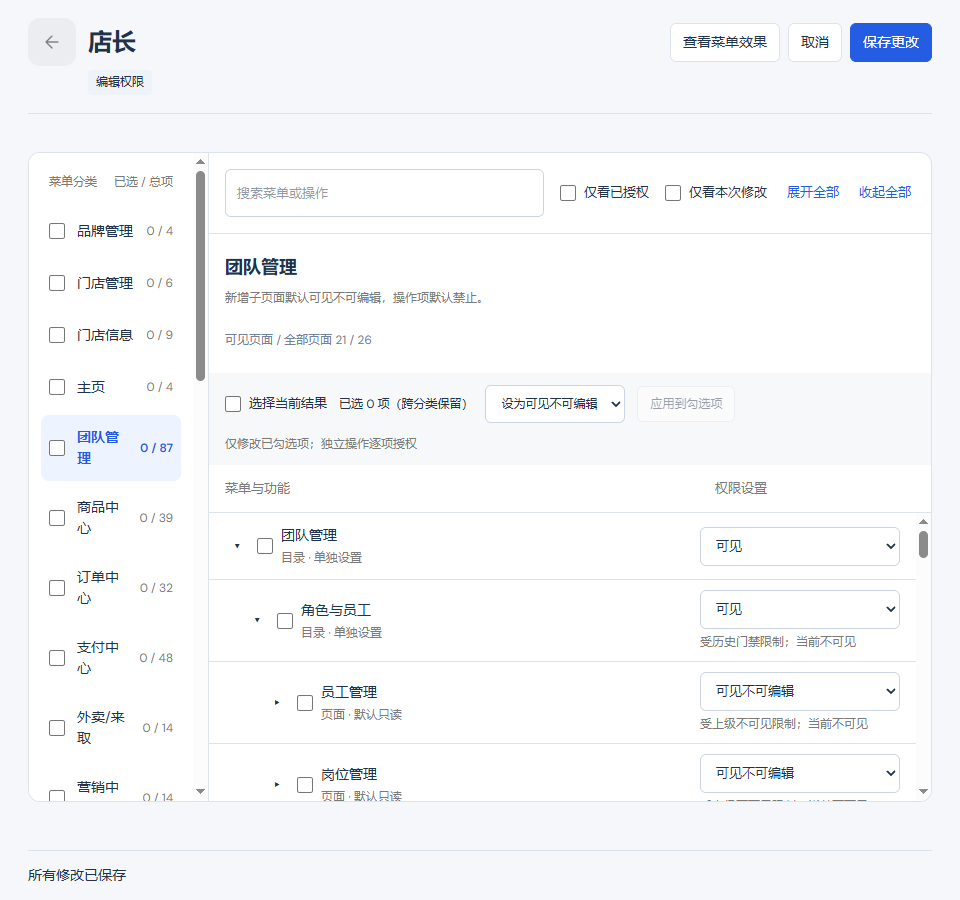 店长
编辑权限
查看菜单效果
取消
保存更改
菜单分类 已选 / 总项
品牌管理 0 / 4
门店管理 0 / 6
门店信息 0 / 9
主页 0 / 4
团队管
理
0 / 87
商品中
心
0 / 39
订单中
心
0 / 32
支付中
心
0 / 48
外卖/来
取
0 / 14
营销中
0 / 14
搜索菜单或操作
仅看已授权
仅看本次修改
展开全部
收起全部
团队管理
新增子页面默认可见不可编辑，操作项默认禁止。
可见页面 / 全部页面 21 / 26
选择当前结果 已选 0 项（跨分类保留）
设为可见不可编辑
应用到勾选项
仅修改已勾选项；独立操作逐项授权
菜单与功能 权限设置
团队管理
目录 · 单独设置
可见
角色与员工
目录 · 单独设置
可见
受历史门禁限制；当前不可见
员工管理
页面 · 默认只读
可见不可编辑
受上级不可见限制；当前不可见
岗位管理
页面 · 默认只读
可见不可编辑
所有修改已保存